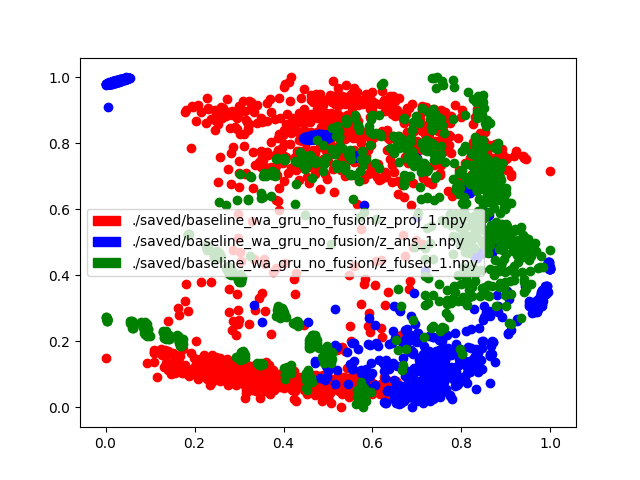 1.0
0.8
0.6
0.4
0.2
0.0
./saved/baseline_wa_gru_no_fusion/z_proj_1.npy
./saved/baseline_wa_gru_no_fusion/z_ans_1.npy
./saved/baseline_wa_gru_no_fusion/z_fused_1.npy
0.0 0.2 0.4 0.6 0.8 1.0